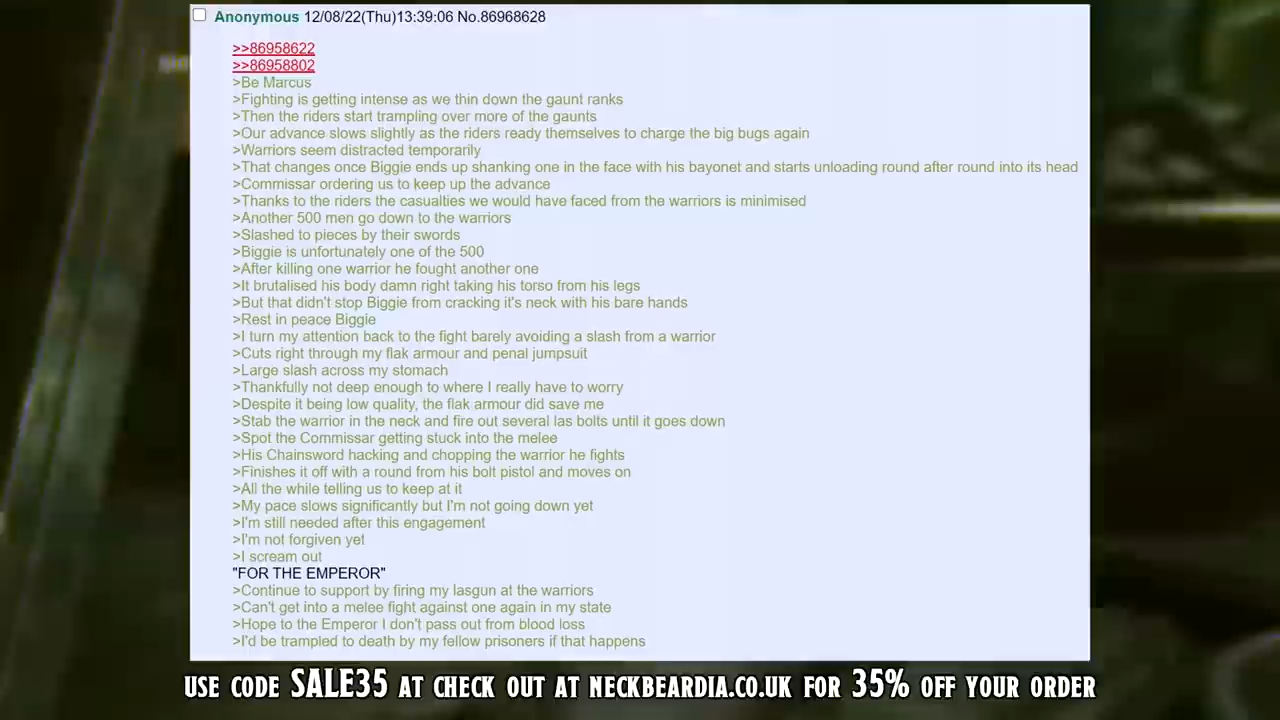 Anonymous 12/08/22(Thu)13:39:06 No.86968628
>>86958622
>>86958802
>Be Marcus
>Fighting is getting intense as we thin down the gaunt ranks
>Then the riders start trampling over more of the gaunts
>Our advance slows slightly as the riders ready themselves to charge the big bugs again
>Warriors seem distracted temporarily
>That changes once Biggie ends up shanking one in the face with his bayonet and starts unloading round after round into its head
>Commissar ordering us to keep up the advance
>Thanks to the riders the casualties we would have faced from the warriors is minimised
>Another 500 men go down to the warriors
>Slashed to pieces by their swords
>Biggie is unfortunately one of the 500
>After killing one warrior he fought another one
>It brutalised his body damn right taking his torso from his legs
>But that didn't stop Biggie from cracking it's neck with his bare hands
>Rest in peace Biggie
>I turn my attention back to the fight barely avoiding a slash from a warrior
>Cuts right through my flak armour and penal jumpsuit
>Large slash across my stomach
>Thankfully not deep enough to where I really have to worry
>Despite it being low quality, the flak armour did save me
>Stab the warrior in the neck and fire out several las bolts until it goes down
>Spot the Commissar getting stuck into the melee
>His Chainsword hacking and chopping the warrior he fights
>Finishes it off with a round from his bolt pistol and moves on
>All the while telling us to keep at it
>My pace slows significantly but I'm not going down yet
>I'm still needed after this engagement
>I'm not forgiven yet
>I scream out
"FOR THE EMPEROR"
>Continue to support by firing my lasgun at the warriors
>Can't get into a melee fight against one again in my state
>Hope to the Emperor I don't pass out from blood loss
>I'd be trampled to death by my fellow prisoners if that happens
USE CODE SALE35 AT CHECK OUT AT NECKBEARDIA.CO.UK FOR 35% OFF YOUR ORDER